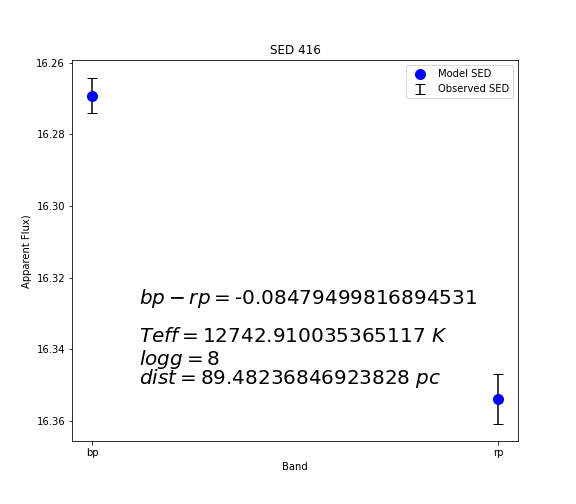 SED 416
16.26
16.28
16.30
16.32
16.34
16.36
Apparent Flux)
Model SED
Observed SED
bp − rp = -0.08479499816894531
Teff = 12742.910035365117 K
logg = 8
dist = 89.48236846923828 pc
bp
rp
Band